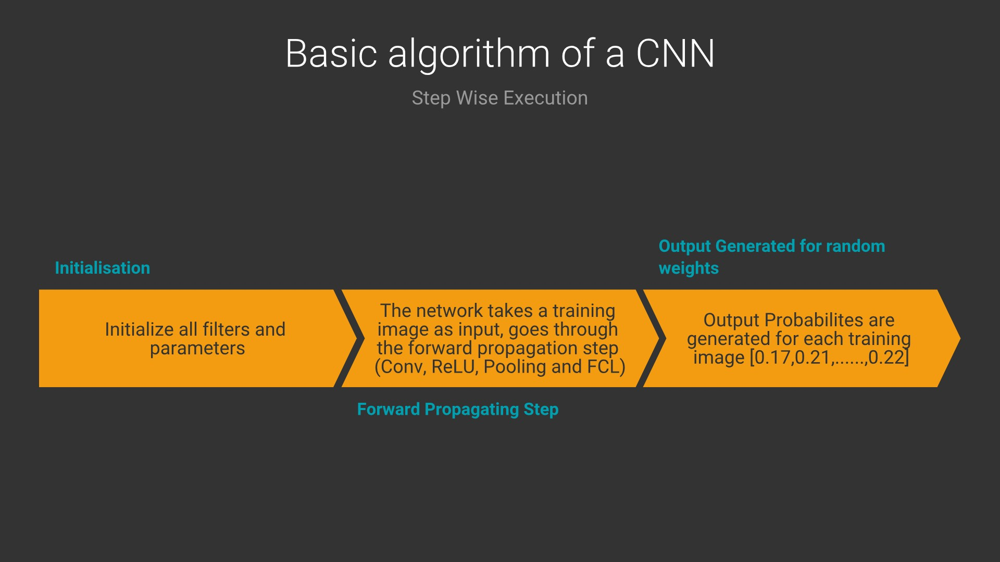 Basic algorithm of a CNN
Step Wise Execution
Initialisation
Initialize all filters and
parameters
The network takes a training
image as input, goes through
the forward propagation step
(Conv, ReLU, Pooling and FCL)
Forward Propagating Step
Output Generated for random
weights
Output Probabilites are
generated for each training
image [0.17,0.21,......,0.22]